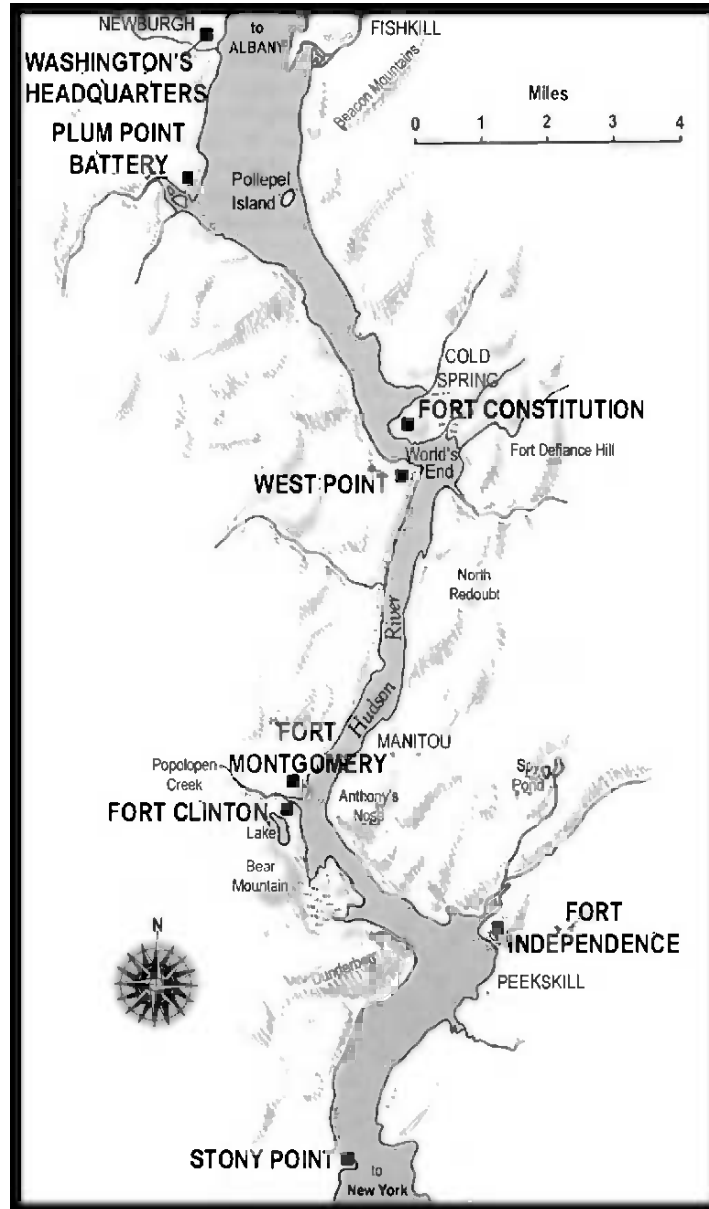 NEWBURGH
to
ALBANY
FISHKILL
WASHINGTON'S
HEADQUARTERS
Beacon Mountains
Miles
0 1 2 3 4
PLUM POINT
BATTERY
Pollepel
Island
COLD
SPRING
FORT CONSTITUTION
World's
End
Fort Defiance Hill
WEST POINT
North
Redoubt
Hudson River
FORT
MONTGOMERY
MANITOU
Popolopen
Creek
Spy
Pond
Anthony's
Nose
FORT CLINTON
Lake
Bear
Mountain
FORT
INDEPENDENCE
N
PEEKSKILL
STONY POINT
to
New York